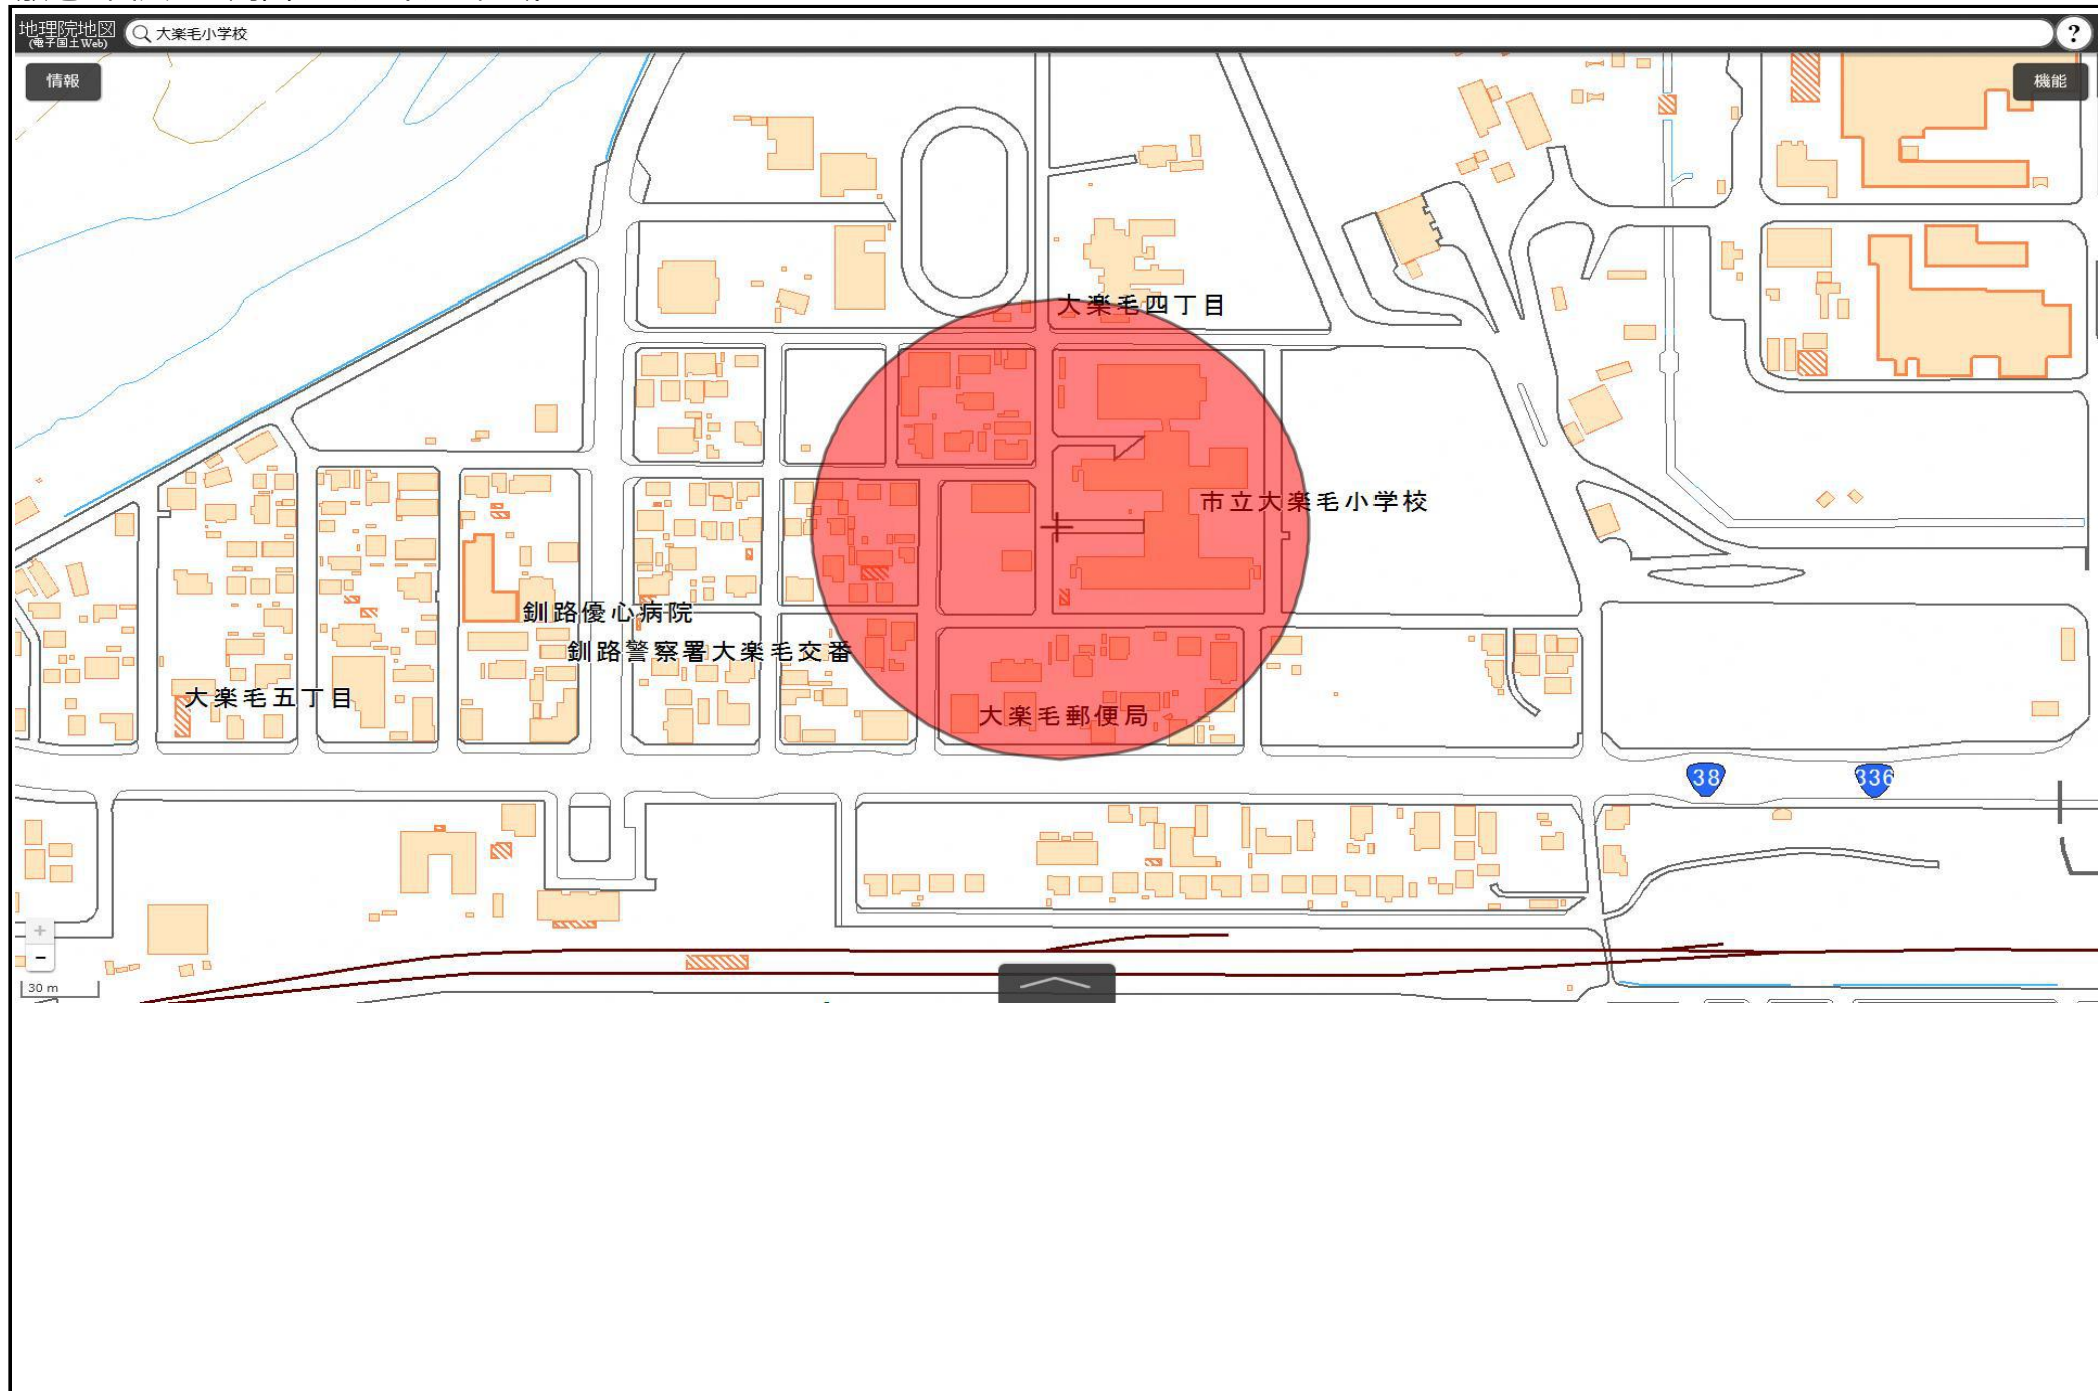 地理院地図
(電子国土Web)
大楽毛小学校
?
情報
機能
大楽毛四丁目
市立大楽毛小学校
釧路優心病院
釧路警察署大楽毛交番
大楽毛五丁目
大楽毛郵便局
38
336
+
-
30 m